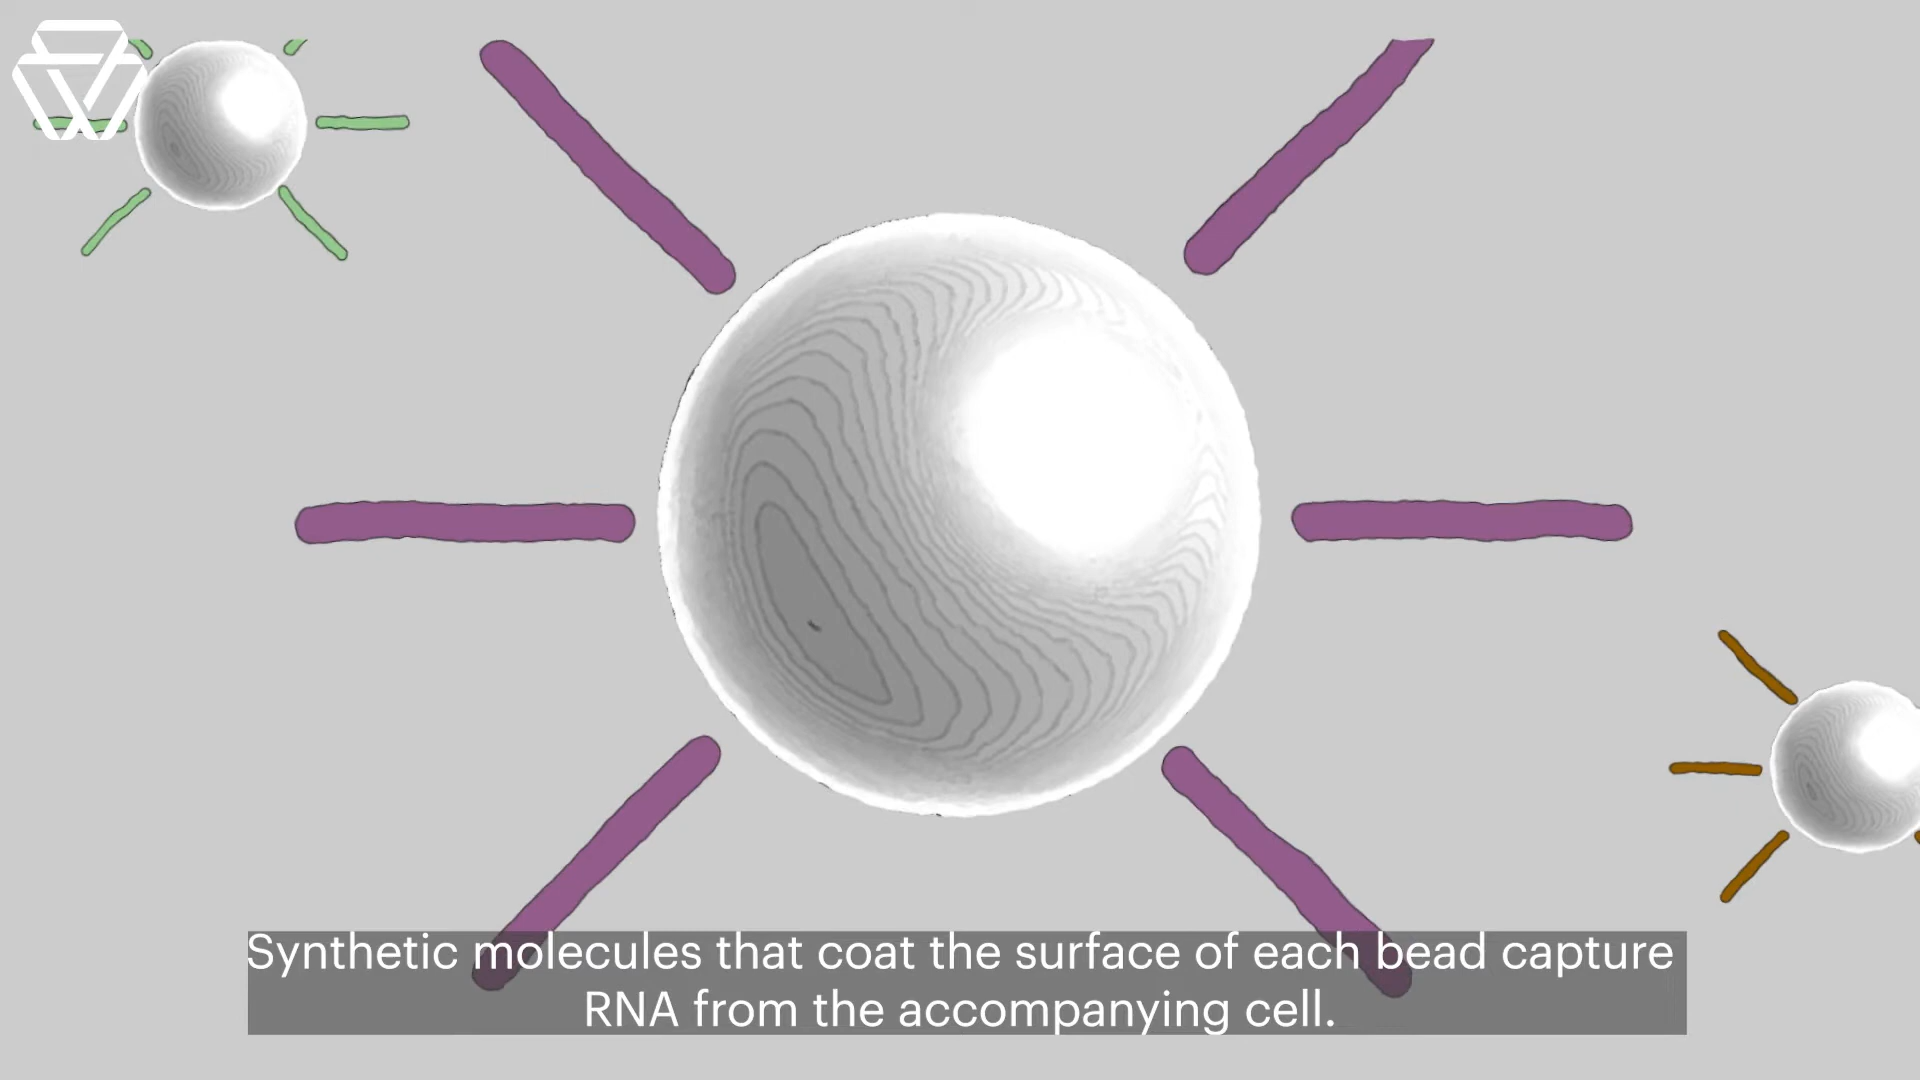 Synthetic molecules that coat the surface of each bead capture
RNA from the accompanying cell.